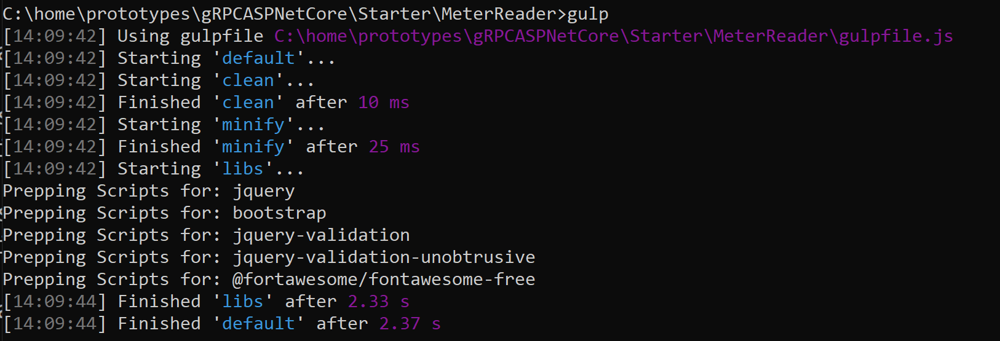 C:\home\prototypes\gRPCASPNetCore\Starter\MeterReader>gulp
[14:09:42] Using gulpfile C:\home\prototypes\gRPCASPNetCore\Starter\MeterReader\gulpfile.js
[14:09:42] Starting 'default'...
[14:09:42] Starting 'clean'...
[14:09:42] Finished 'clean' after 10 ms
[14:09:42] Starting 'minify'...
[14:09:42] Finished 'minify' after 25 ms
[14:09:42] Starting 'libs'...
Prepping Scripts for: jquery
Prepping Scripts for: bootstrap
Prepping Scripts for: jquery-validation
Prepping Scripts for: jquery-validation-unobtrusive
Prepping Scripts for: @fortawesome/fontawesome-free
[14:09:44] Finished 'libs' after 2.33 s
[14:09:44] Finished 'default' after 2.37 s